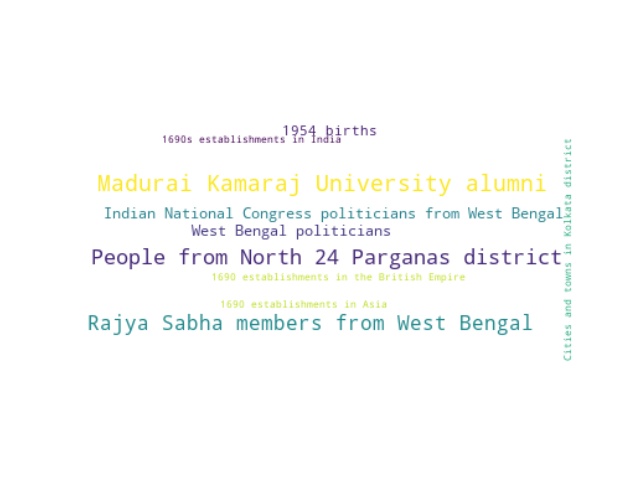 1954 births
1690s establishments in India
Madurai Kamaraj University alumni
Indian National Congress politicians from West Bengal
West Bengal politicians
People from North 24 Parganas district
1690 establishments in the British Empire
1690 establishments in Asia
Rajya Sabha members from West Bengal
Cities and towns in Kolkata district